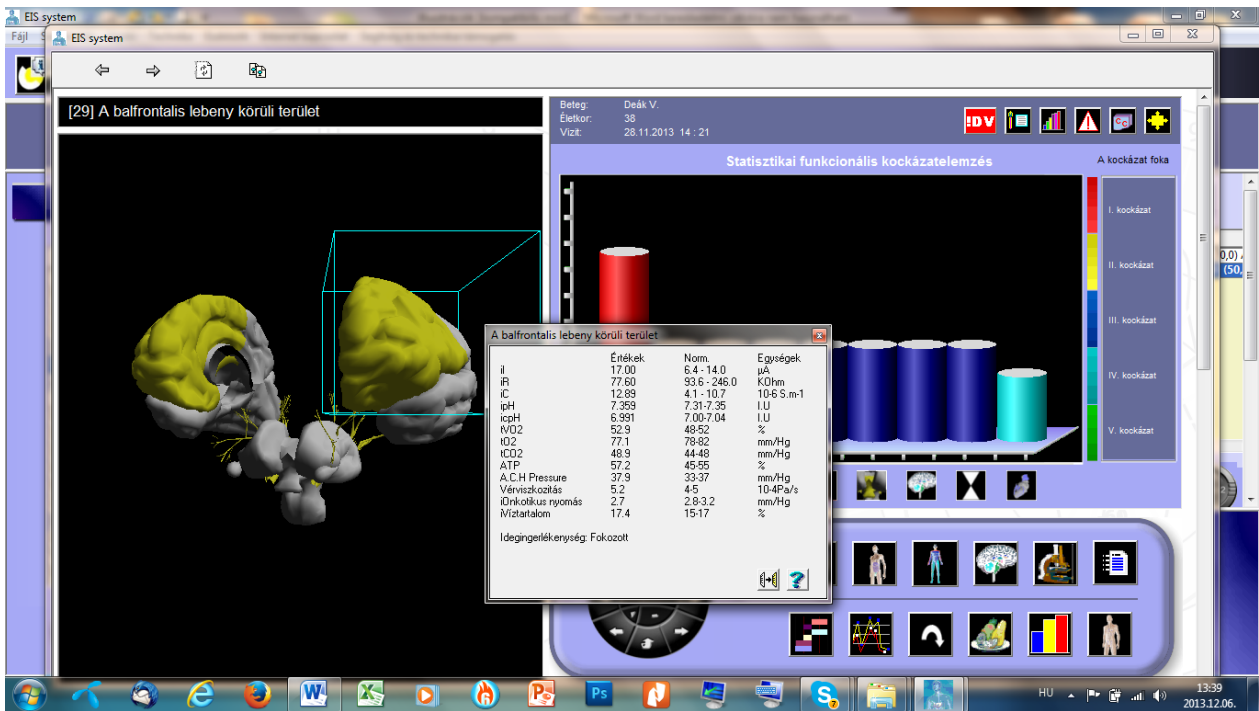 EIS system
Fájl
EIS system
[29] A balfrontalis lebeny körüli terület
Beteg: Deák V.
Életkor: 38
Vizit: 28.11.2013 14 : 21
!DV
Statisztikai funkcionális kockázatelemzés
A kockázat foka
I. kockázat
II. kockázat
III. kockázat
IV. kockázat
V. kockázat
0,0)
(50,
A balfrontalis lebeny körüli terület
Értékek Norm. Egységek
iI 17.00 6.4 - 14.0 µA
iR 77.60 93.6 - 246.0 KOhm
iC 12.89 4.1 - 10.7 10-6 S.m-1
ipH 7.359 7.31-7.35 I.U
icpH 6.991 7.00-7.04 I.U
tVO2 52.9 48-52 %
tO2 77.1 78-82 mm/Hg
tCO2 48.9 44-48 mm/Hg
ATP 57.2 45-55 %
A.C.H Pressure 37.9 33-37 mm/Hg
Vérviszkozitás 5.2 4-5 10-4Pa/s
iOnkotikus nyomás 2.7 2.8-3.2 mm/Hg
iVíztartalom 17.4 15-17 %
Idegingerlékenység: Fokozott
HU
13:39
2013.12.06.